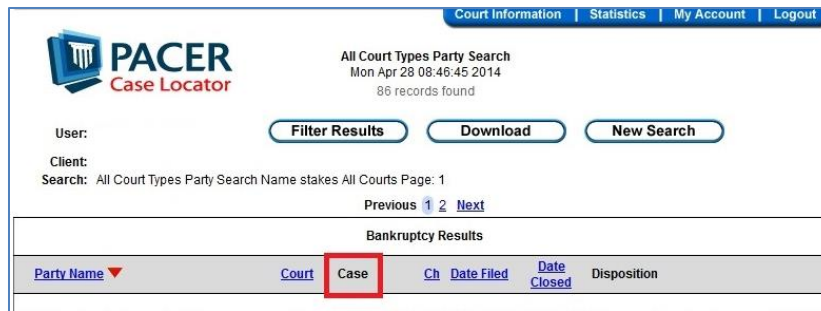 Court Information | Statistics | My Account | Logout
PACER
Case Locator
All Court Types Party Search
Mon Apr 28 08:46:45 2014
86 records found
User:
Filter Results Download New Search
Client:
Search: All Court Types Party Search Name stakes All Courts Page: 1
Previous 1 2 Next
Bankruptcy Results
Party Name Court Case Ch Date Filed Date Closed Disposition